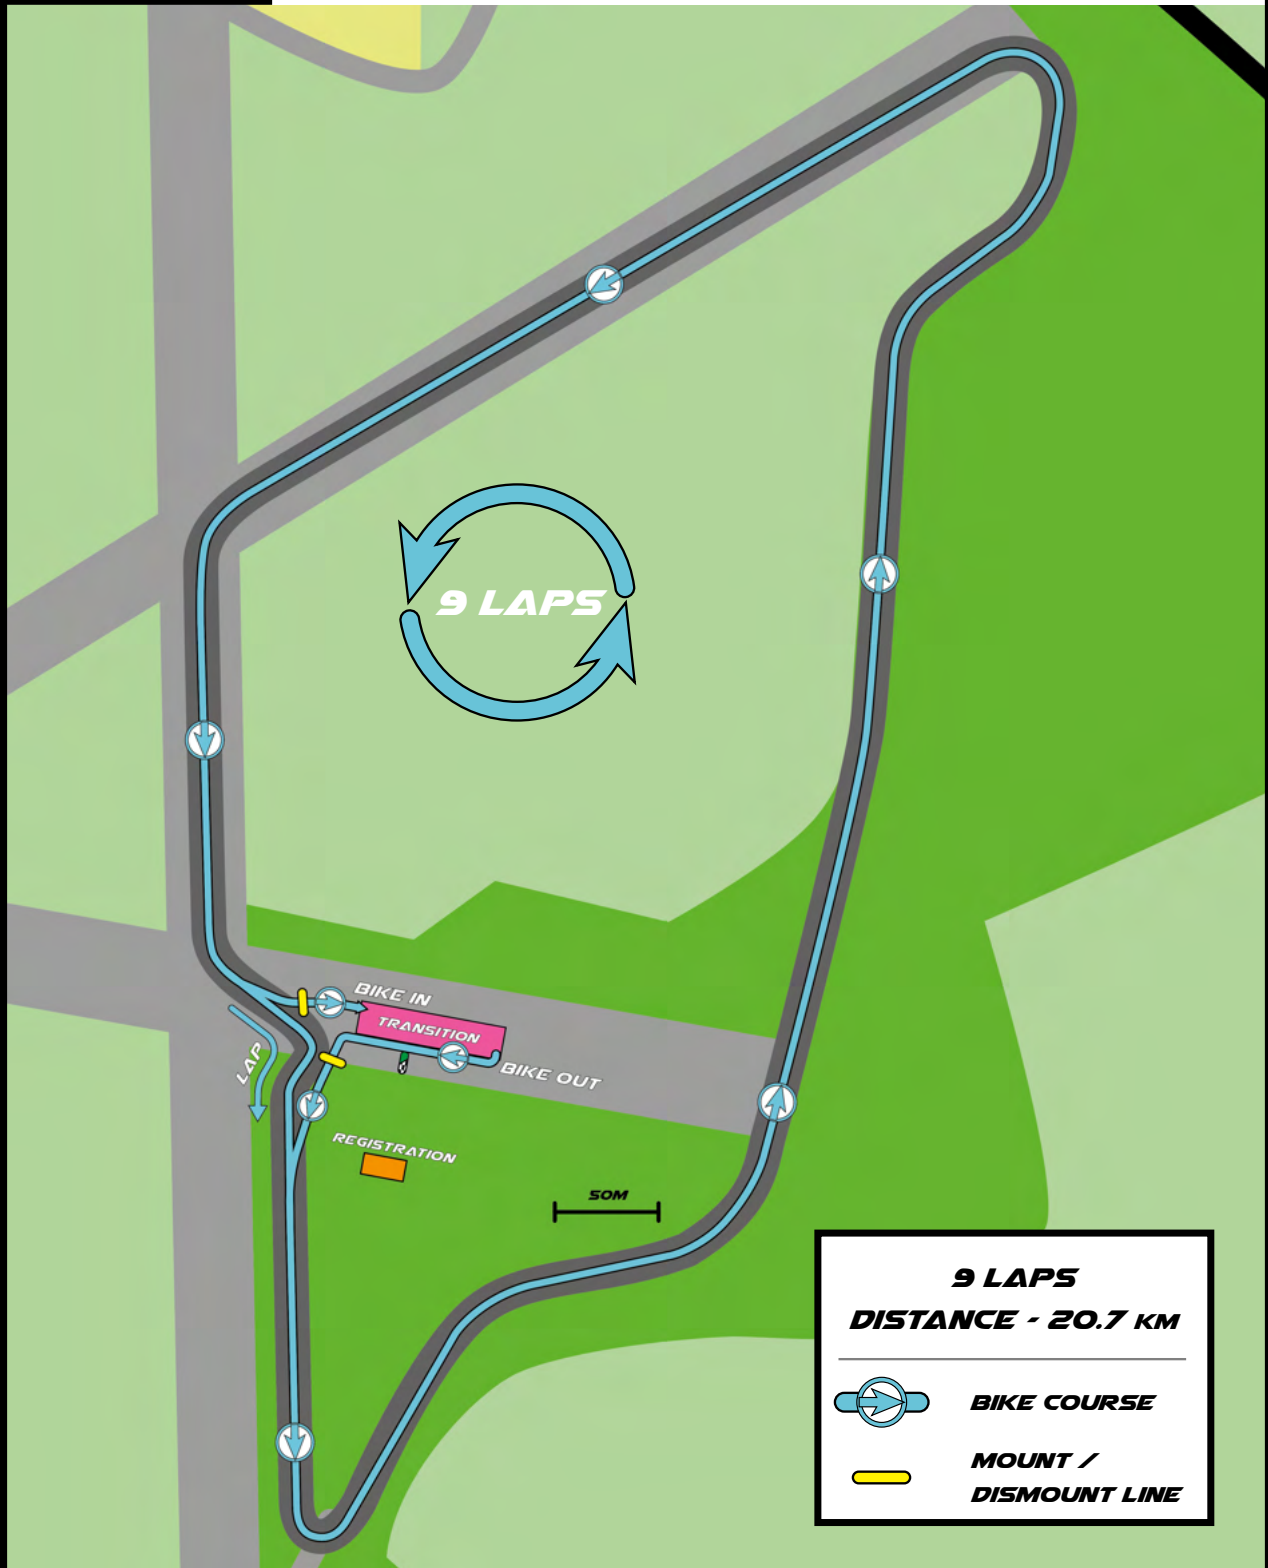 9 LAPS
BIKE IN
TRANSITION
BIKE OUT
LAP
REGISTRATION
50M
9 LAPS
DISTANCE - 20.7 KM
BIKE COURSE
MOUNT /
DISMOUNT LINE